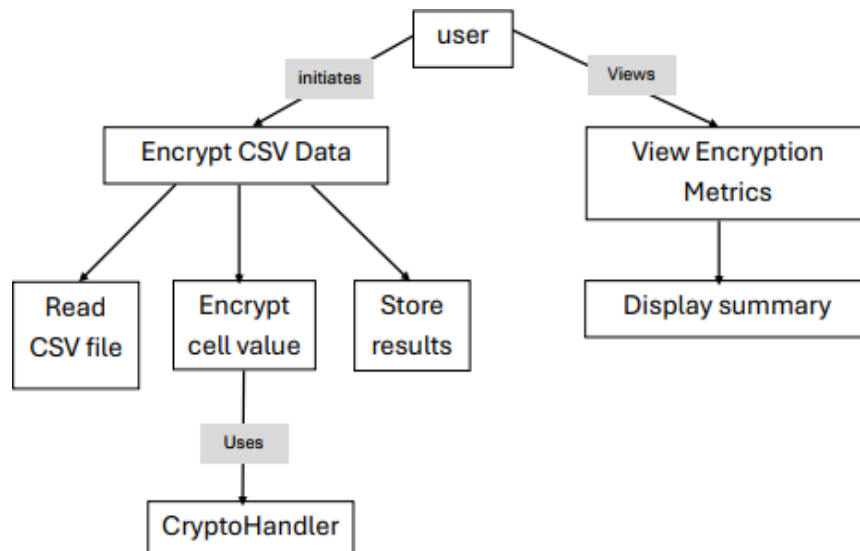 user
initiates
Views
Encrypt CSV Data
View Encryption
Metrics
Read
CSV file
Encrypt
cell value
Store
results
Display summary
Uses
CryptoHandler